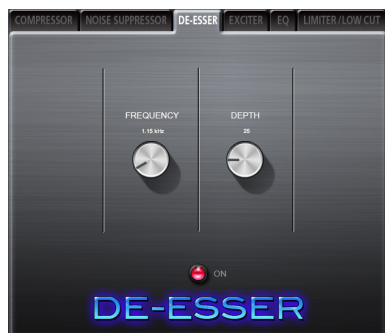 COMPRESSOR NOISE SUPPRESSOR DE-ESSER EXCITER EQ LIMITER/LOW CUT
FREQUENCY DEPTH
1.15 kHz 25
ON
DE-ESSER